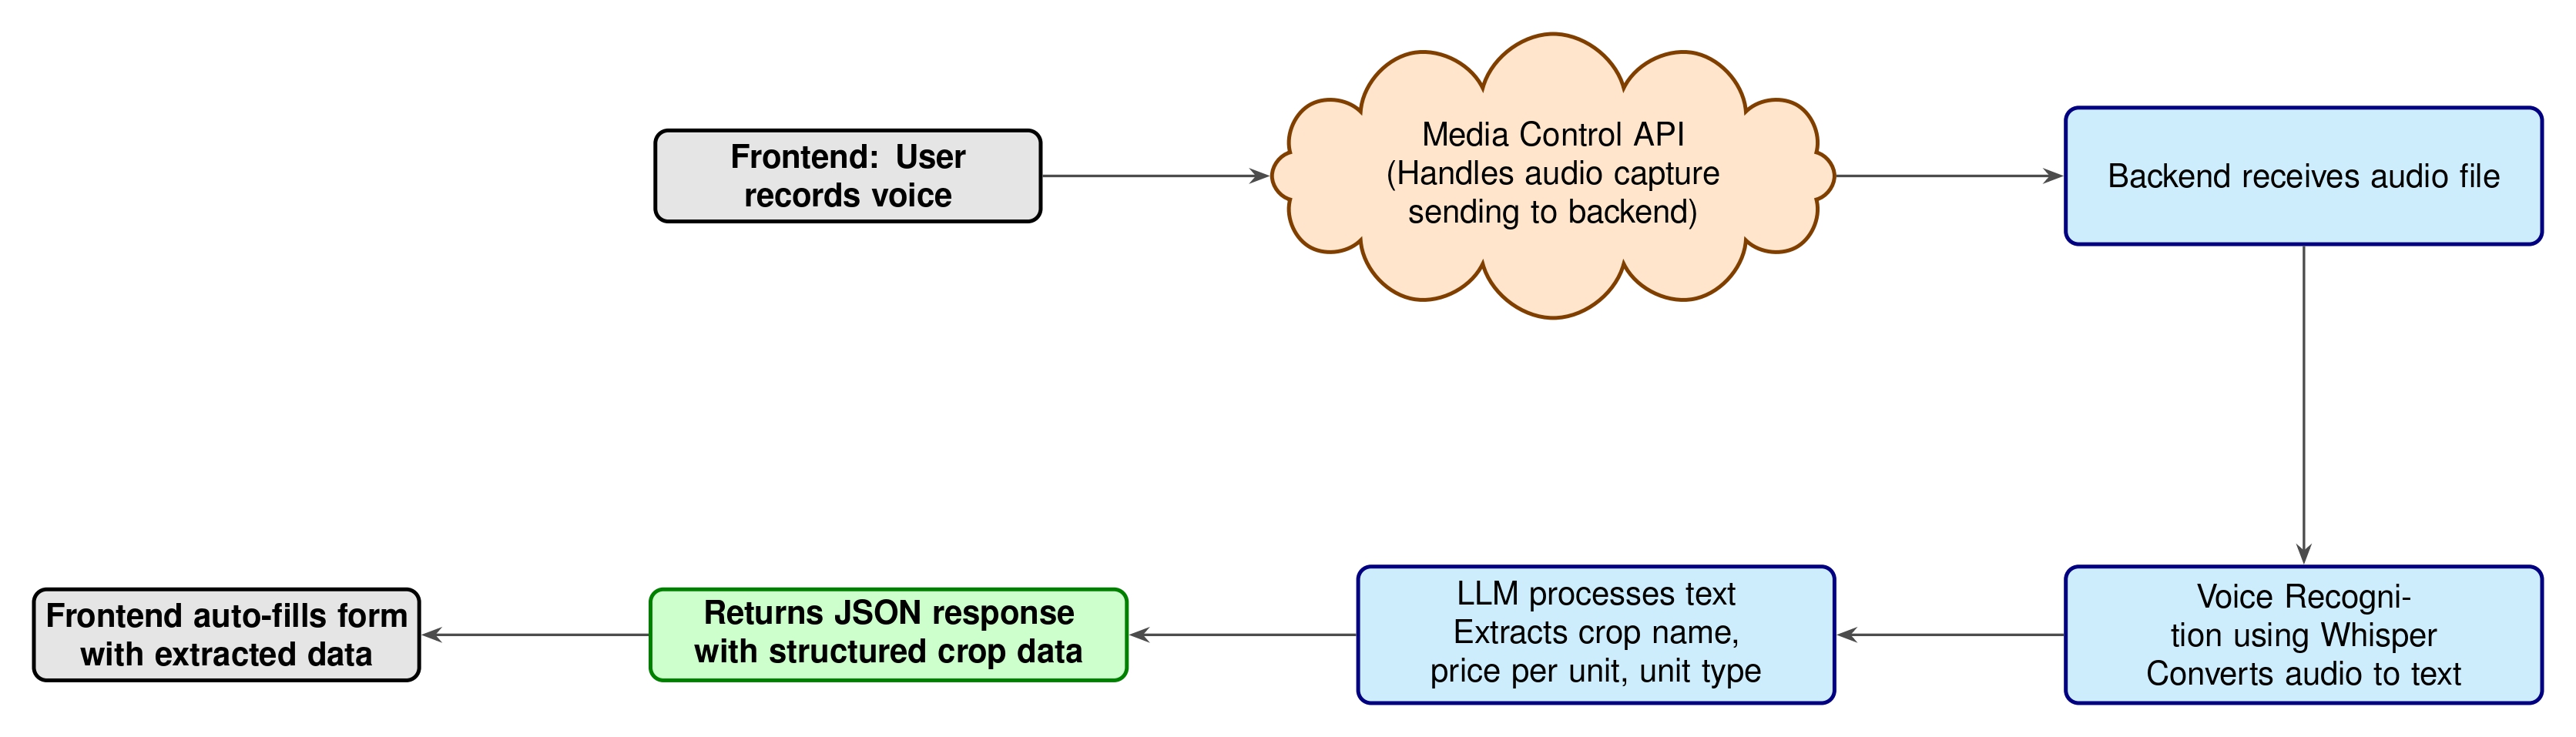 Frontend: User
records voice
Media Control API
(Handles audio capture
sending to backend)
Backend receives audio file
Voice Recogni-
tion using Whisper
Converts audio to text
LLM processes text
Extracts crop name,
price per unit, unit type
Returns JSON response
with structured crop data
Frontend auto-fills form
with extracted data